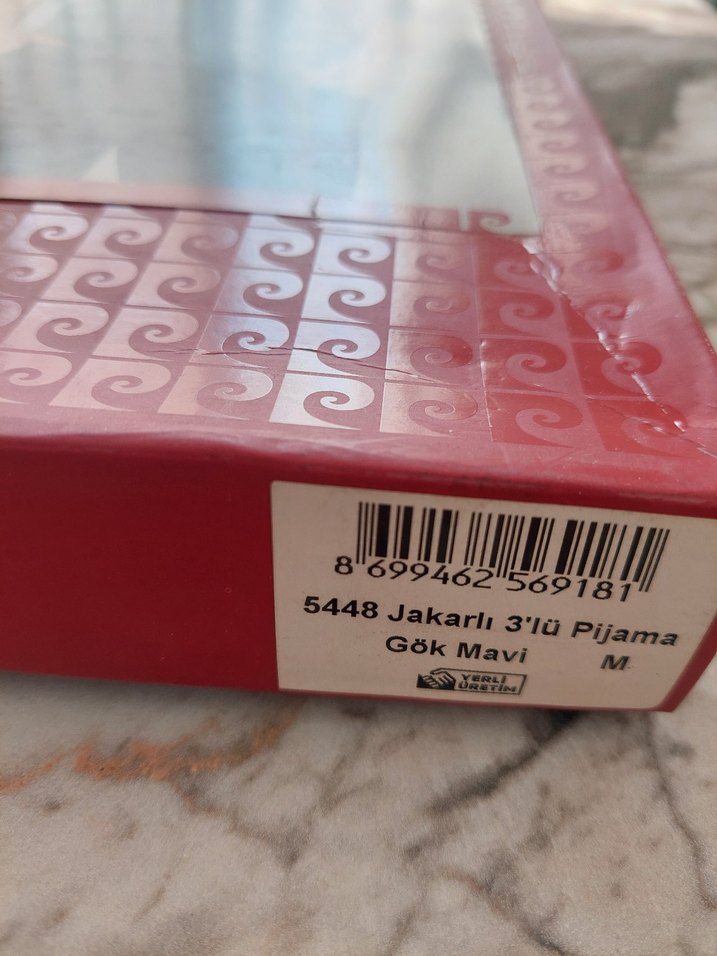 8 699462 569181
5448 Jakarlı 3'lü Pijama
Gök Mavi M
YERLİ
ÜRETİM